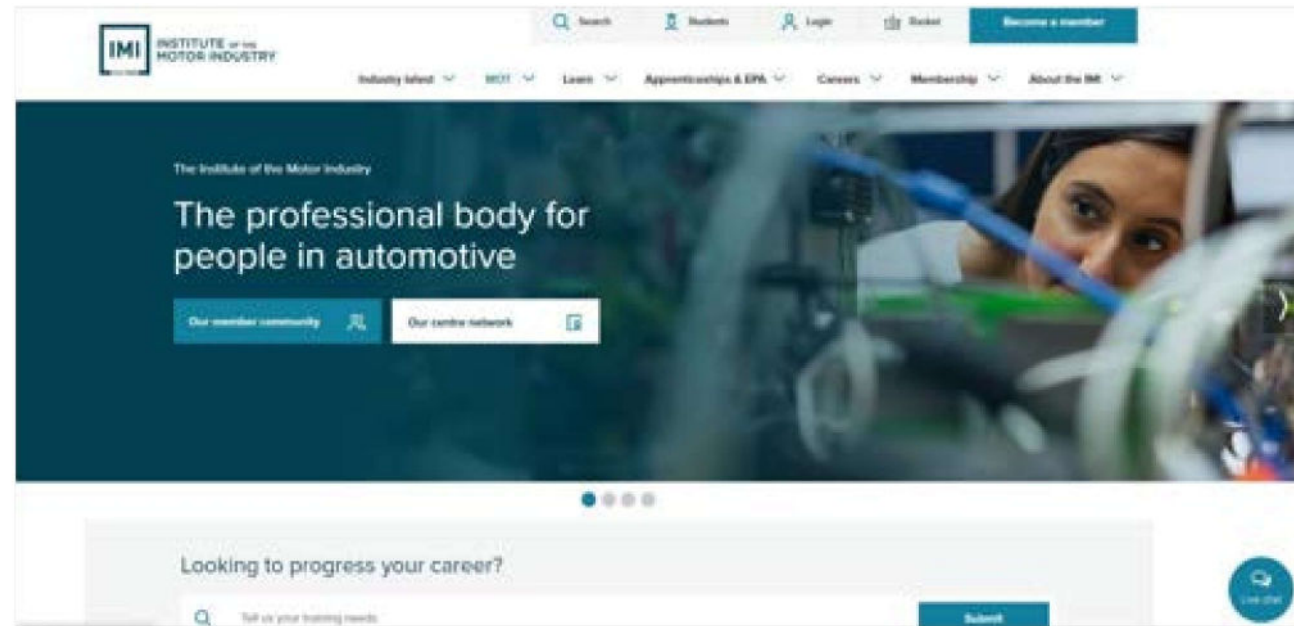 Search Students Login Basket Become a member
IMI INSTITUTE OF THE
MOTOR INDUSTRY
Industry latest MOT Learn Apprenticeships & EPA Careers Membership About the IMI
The Institute of the Motor Industry
The professional body for
people in automotive
Our member community Our centre network
Looking to progress your career?
Tell us your training needs Submit
Live chat